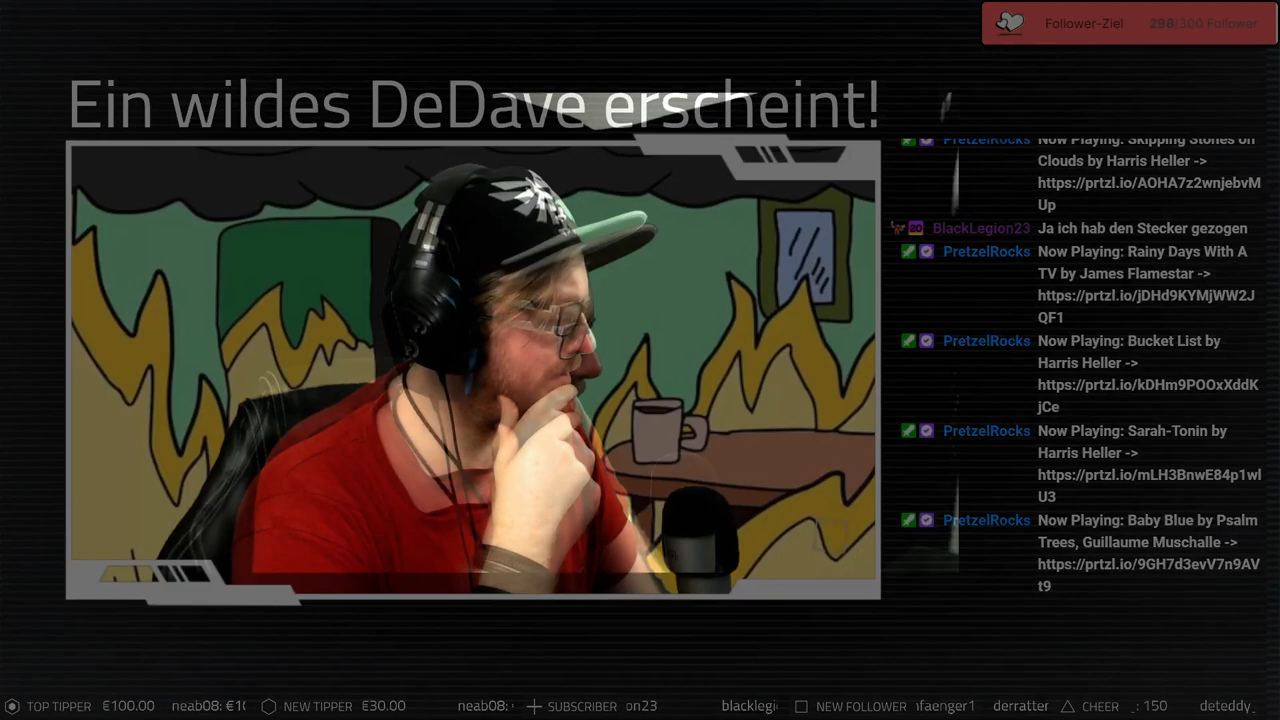 Follower-Ziel 298/300 Follower
Ein wildes DeDave erscheint!
PretzelRocks Now Playing: Skipping Stones on
Clouds by Harris Heller ->
https://prtzl.io/AOHA7z2wnjebvM
Up
20 BlackLegion23 Ja ich hab den Stecker gezogen
PretzelRocks Now Playing: Rainy Days With A
TV by James Flamestar ->
https://prtzl.io/jDHd9KYMjWW2J
QF1
PretzelRocks Now Playing: Bucket List by
Harris Heller ->
https://prtzl.io/kDHm9POOxXddK
jCe
PretzelRocks Now Playing: Sarah-Tonin by
Harris Heller ->
https://prtzl.io/mLH3BnwE84p1wl
U3
PretzelRocks Now Playing: Baby Blue by Psalm
Trees, Guillaume Muschalle ->
https://prtzl.io/9GH7d3evV7n9AV
t9
TOP TIPPER €100.00 neab08: €1 NEW TIPPER €30.00 neab08: SUBSCRIBER on23 blacklegi NEW FOLLOWER faenger1 derratter CHEER _: 150 deteddy_